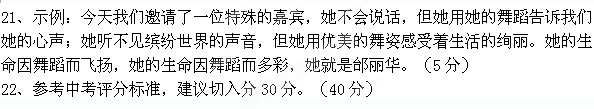 21、示例：今天我们邀请了一位特殊的嘉宾，她不会说话，但她用她的舞蹈告诉我们
她的心声；她听不见缤纷世界的声音，但她用优美的舞姿感受着生活的绚丽。她的生
命因舞蹈而飞扬，她的生命因舞蹈而多彩，她就是邰丽华。（5 分）
22、参考中考评分标准，建议切入分 30 分。（40 分）